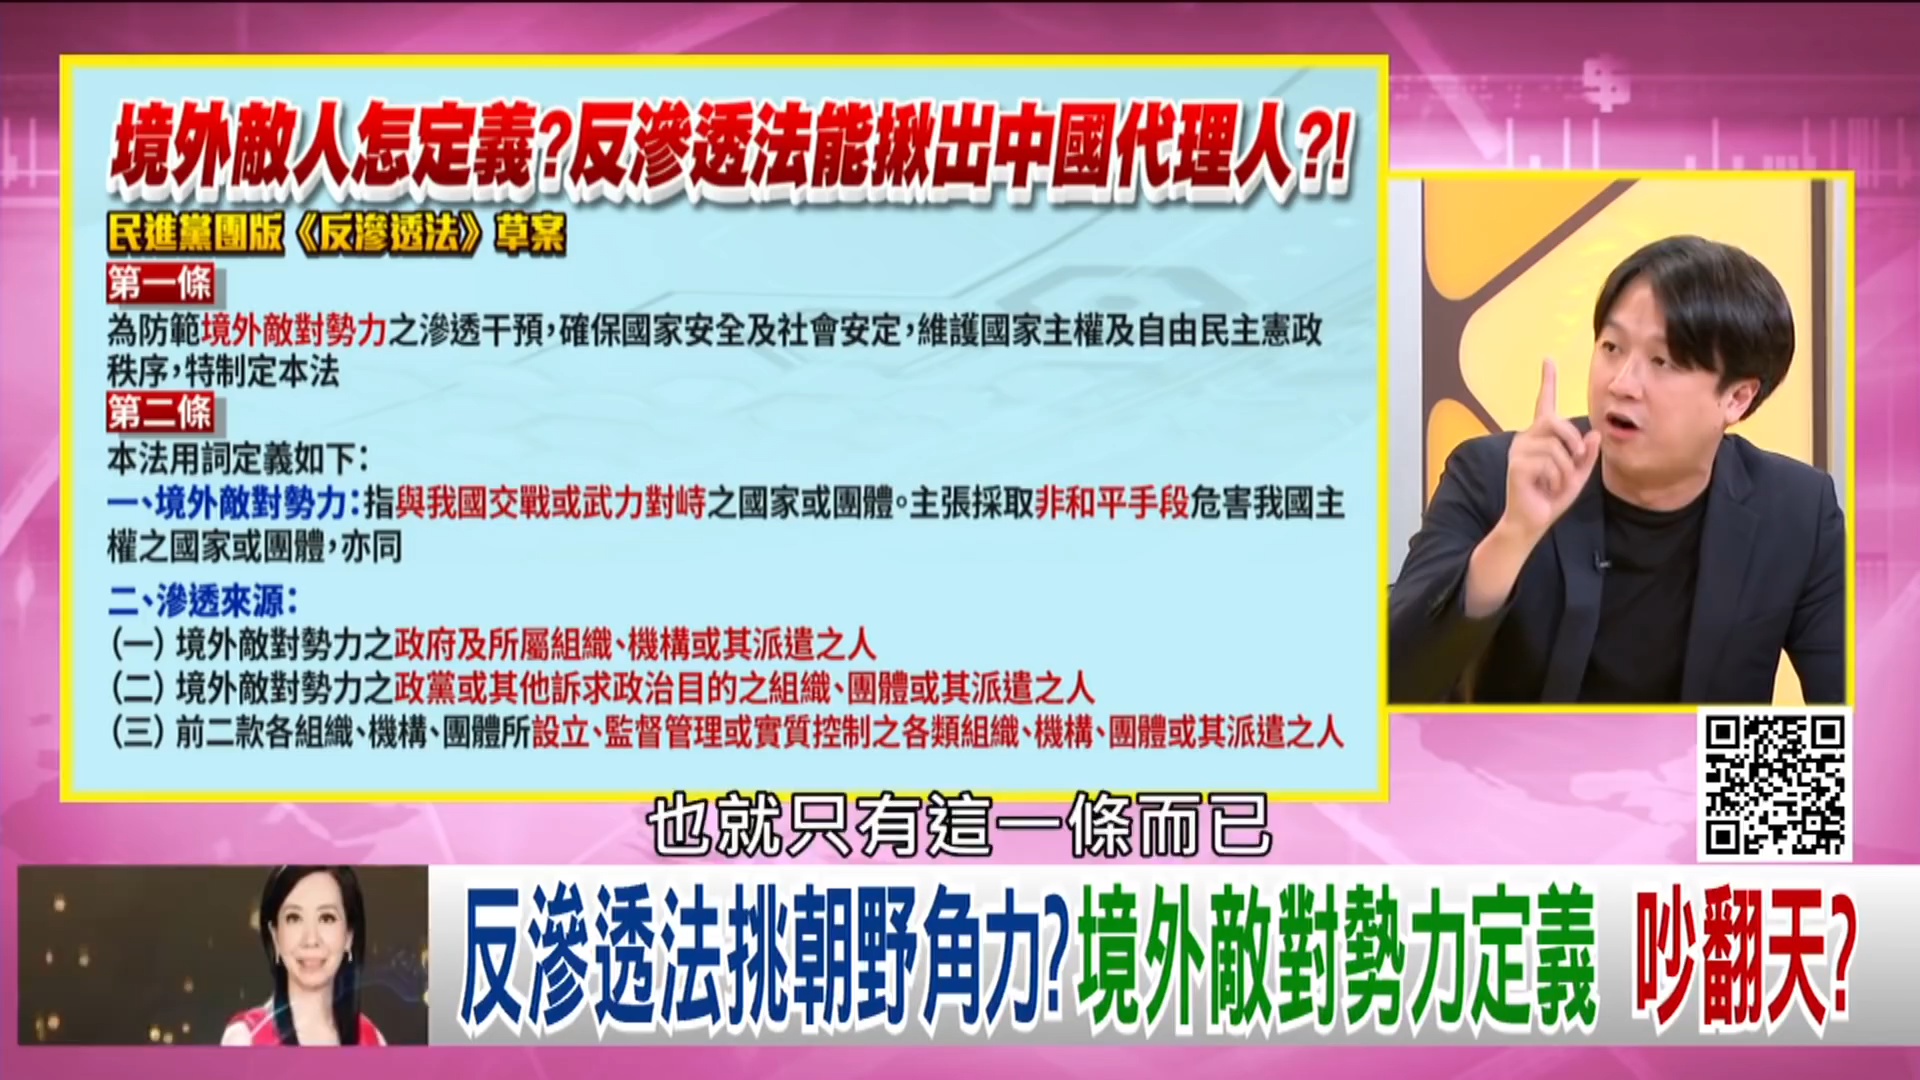 境外敵人怎定義?反滲透法能揪出中國代理人?!
民進黨團版《反滲透法》草案
第一條
為防範境外敵對勢力之滲透干預,確保國家安全及社會安定,維護國家主權及自由民主憲政
秩序,特制定本法
第二條
本法用詞定義如下:
一、境外敵對勢力:指與我國交戰或武力對峙之國家或團體。主張採取非和平手段危害我國主
權之國家或團體,亦同
二、滲透來源:
(一) 境外敵對勢力之政府及所屬組織、機構或其派遣之人
(二) 境外敵對勢力之政黨或其他訴求政治目的之組織、團體或其派遣之人
(三) 前二款各組織、機構、團體所設立、監督管理或實質控制之各類組織、機構、團體或其派遣之人
也就只有這一條而已
反滲透法挑朝野角力?境外敵對勢力定義 吵翻天?